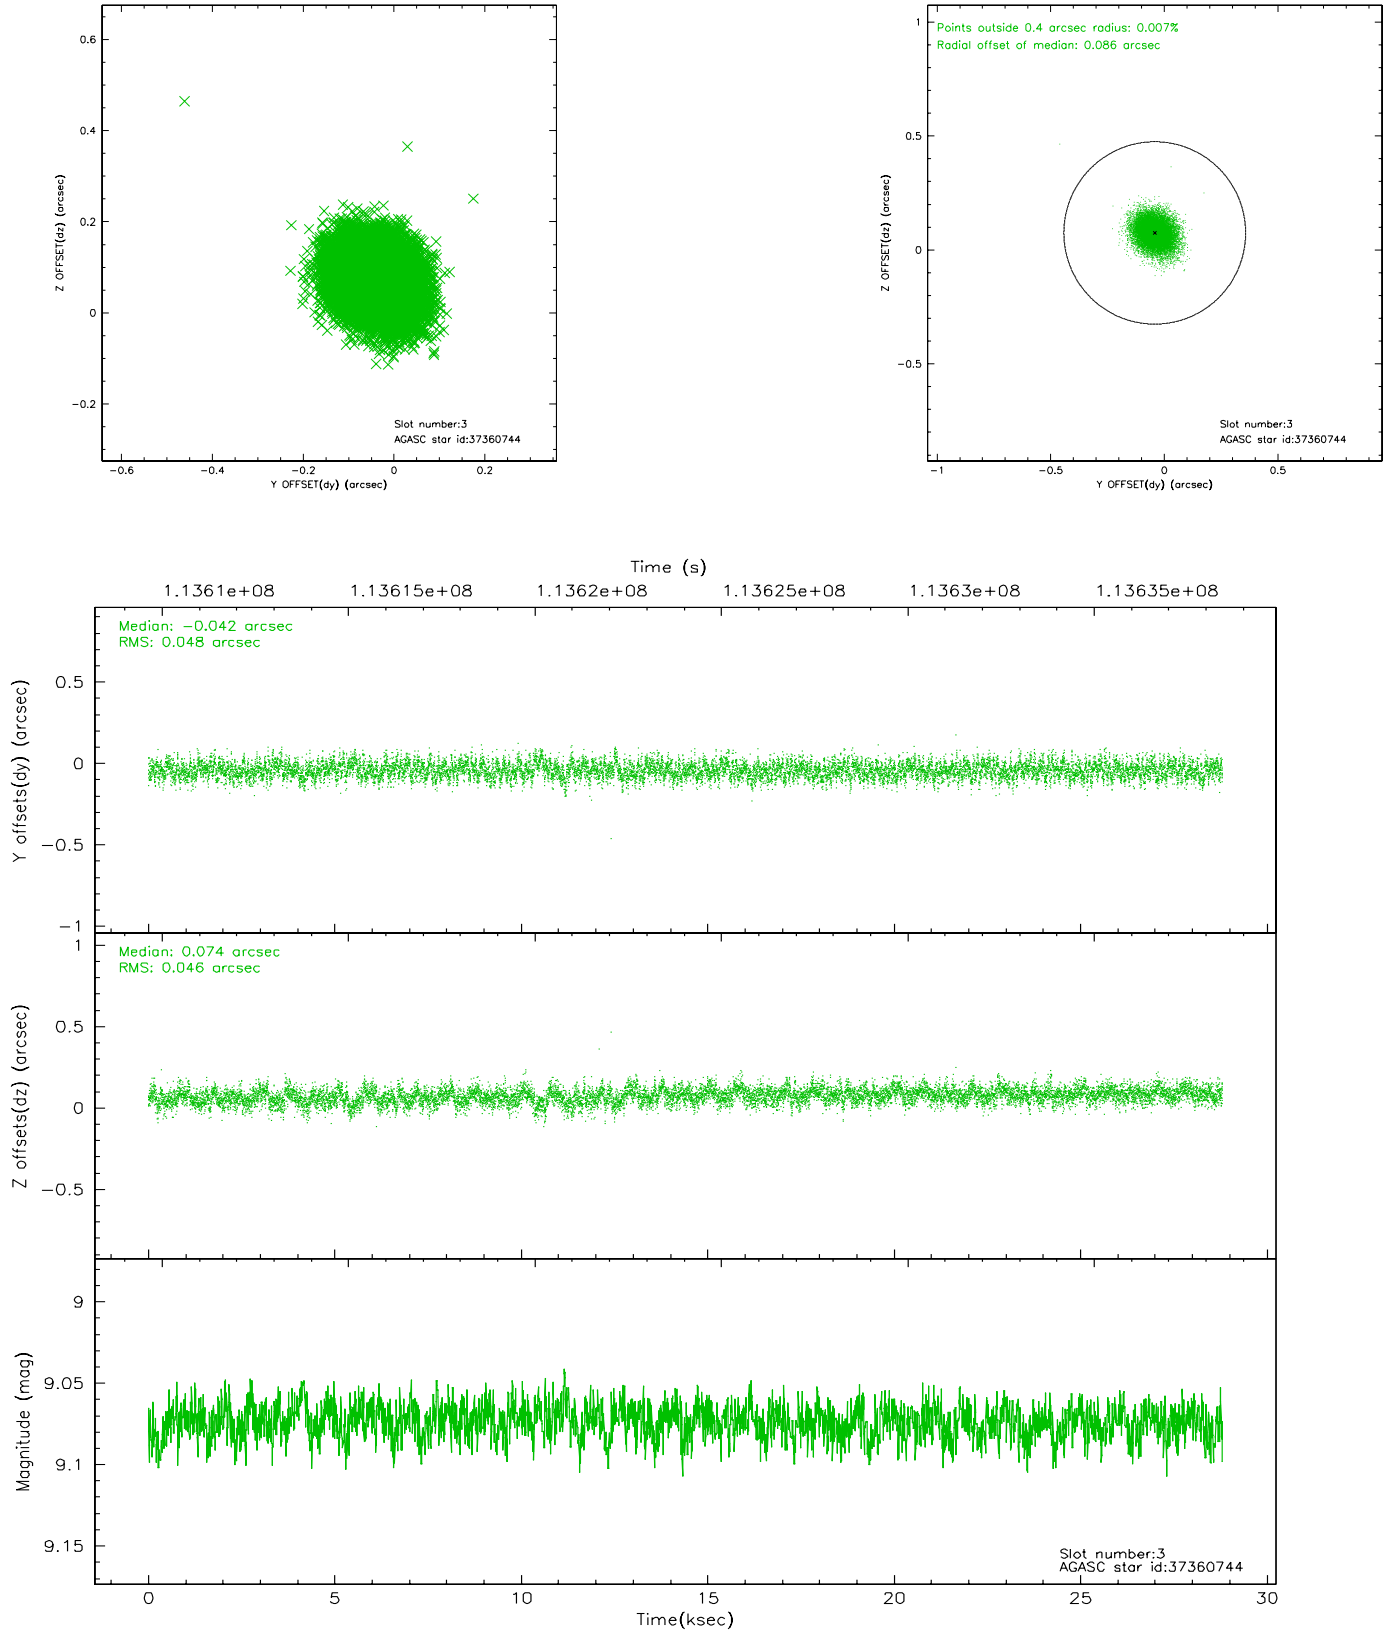 0.6
0.4
0.2
0
-0.2
Z OFFSET(dz) (arcsec)
Slot number:3
AGASC star id:37360744
-0.6 -0.4 -0.2 0 0.2
Y OFFSET(dy) (arcsec)
Points outside 0.4 arcsec radius: 0.007%
Radial offset of median: 0.086 arcsec
1
0.5
0
-0.5
Z OFFSET(dz) (arcsec)
Slot number:3
AGASC star id:37360744
-1 -0.5 0 0.5
Y OFFSET(dy) (arcsec)
Time (s)
1.1361e+08 1.13615e+08 1.1362e+08 1.13625e+08 1.1363e+08 1.13635e+08
Median: -0.042 arcsec
RMS: 0.048 arcsec
0.5
0
-0.5
-1
Y offsets(dy) (arcsec)
Median: 0.074 arcsec
RMS: 0.046 arcsec
1
0.5
0
-0.5
Z offsets(dz) (arcsec)
9
9.05
9.1
9.15
Magnitude (mag)
Slot number:3
AGASC star id:37360744
0 5 10 15 20 25 30
Time(ksec)